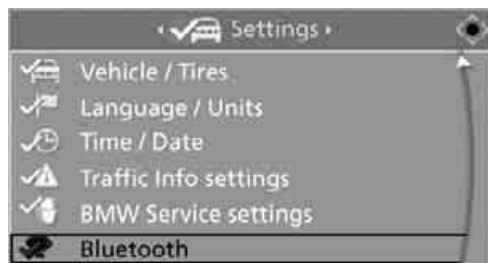 Settings
Vehicle / Tires
Language / Units
Time / Date
Traffic Info settings
BMW Service settings
Bluetooth